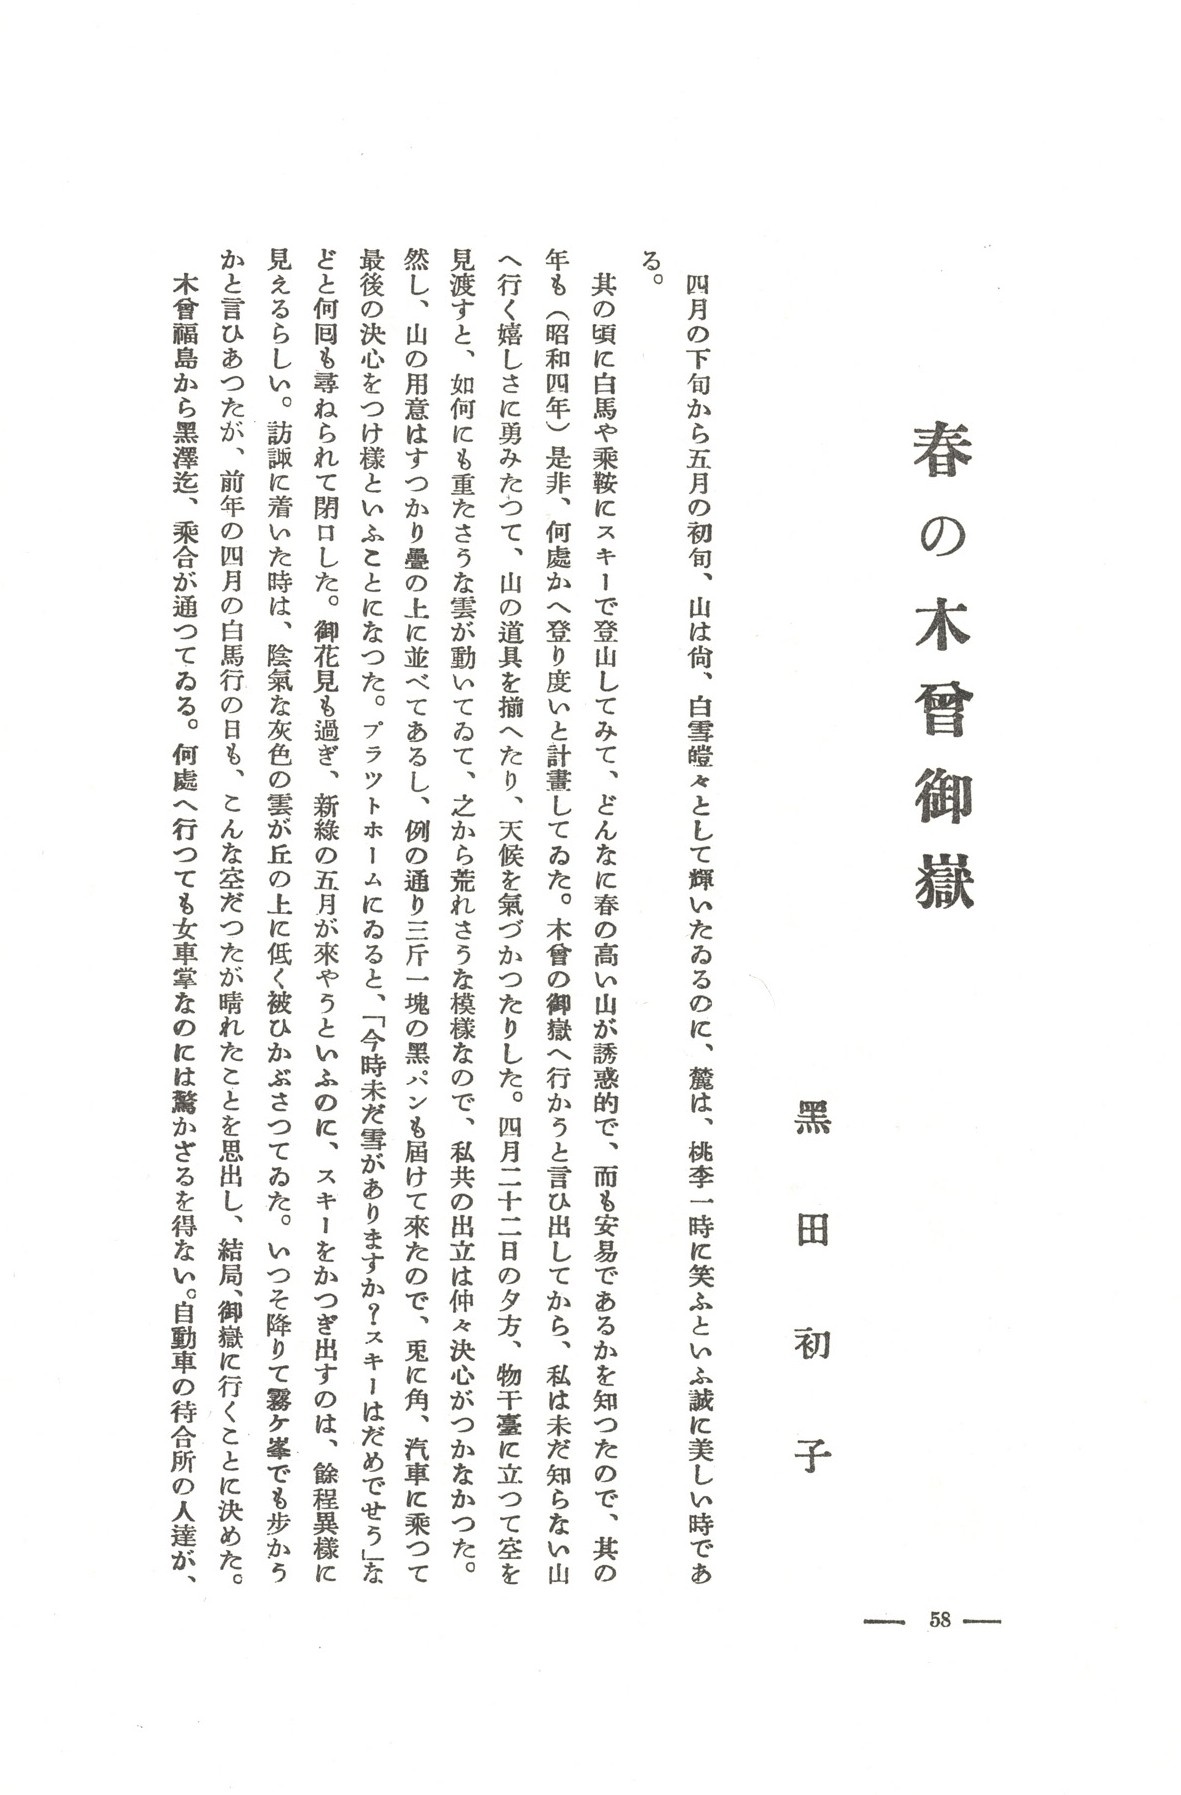 春の木曾御嶽
黑田初子
四月の下旬から五月の初旬、山は尙、白雪皚々として輝いたゐるのに、麓は、桃李一時に笑ふといふ誠に美しい時であ
る。
其の頃に白馬や乘鞍にスキーで登山してみて、どんなに春の高い山が誘惑的で、而も安易であるかを知つたので、其の
年も（昭和四年）是非、何處かへ登り度いと計畫してゐた。木曾の御嶽へ行かうと言ひ出してから、私は未だ知らない山
へ行く嬉しさに勇みたつて、山の道具を揃へたり、天候を氣づかつたりした。四月二十二日の夕方、物干臺に立つて空を
見渡すと、如何にも重たさうな雲が動いてゐて、之から荒れさうな模樣なので、私共の出立は仲々決心がつかなかつた。
然し、山の用意はすつかり疊の上に並べてあるし、例の通り三斤一塊の黑パンも届けて來たので、兎に角、汽車に乘つて
最後の決心をつけ樣といふことになつた。プラツトホームにゐると、「今時未だ雪がありますか？スキーはだめでせう」な
どと何囘も尋ねられて閉口した。御花見も過ぎ、新綠の五月が來やうといふのに、スキーをかつぎ出すのは、餘程異樣に
見えるらしい。訪諏に着いた時は、陰氣な灰色の雲が丘の上に低く被ひかぶさつてゐた。いつそ降りて霧ケ峯でも步かう
かと言ひあつたが、前年の四月の白馬行の日も、こんな空だつたが晴れたことを思出し、結局、御嶽に行くことに決めた。
木曾福島から黑澤迄、乘合が通つてゐる。何處へ行つても女車掌なのには驚かざるを得ない。自動車の待合所の人達が、
58